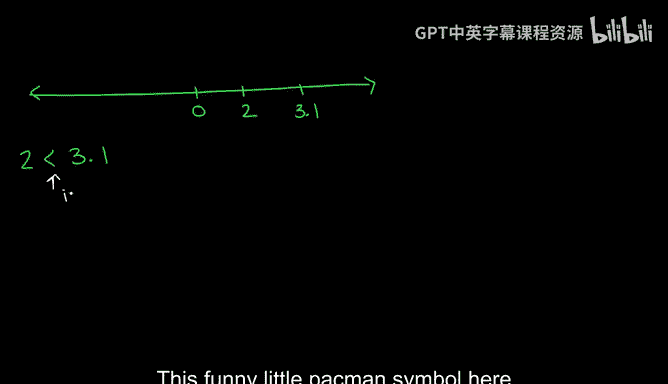 GPT中英字幕课程资源 bilibili
0 2 3.1
2 < 3.1
i.
This funny little pacman symbol here